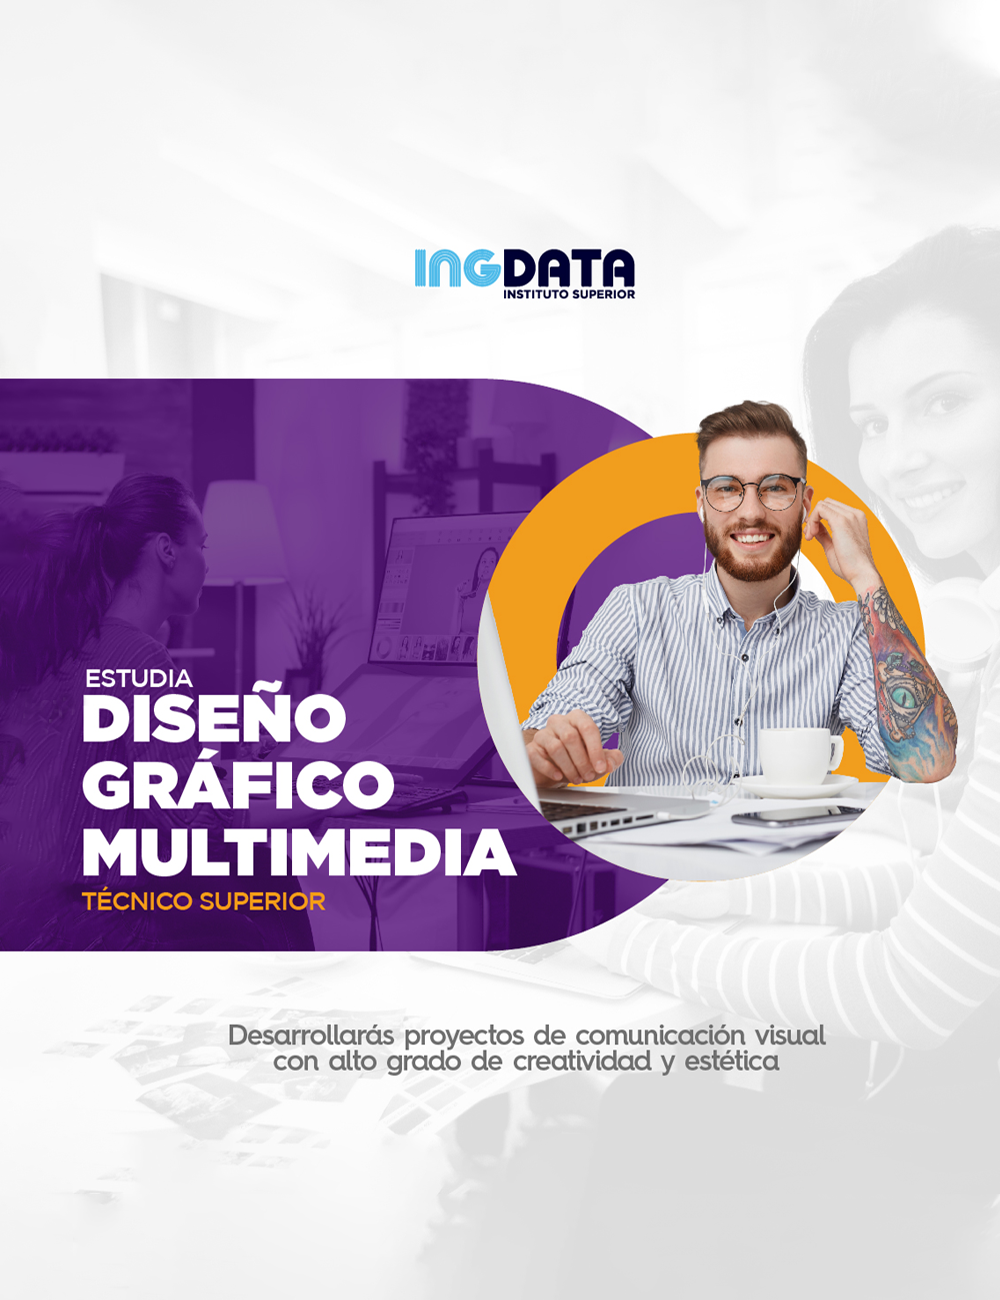 INGDATA
INSTITUTO SUPERIOR
ESTUDIA
DISEÑO
GRÁFICO
MULTIMEDIA
TÉCNICO SUPERIOR
Desarrollarás proyectos de comunicación visual
con alto grado de creatividad y estética